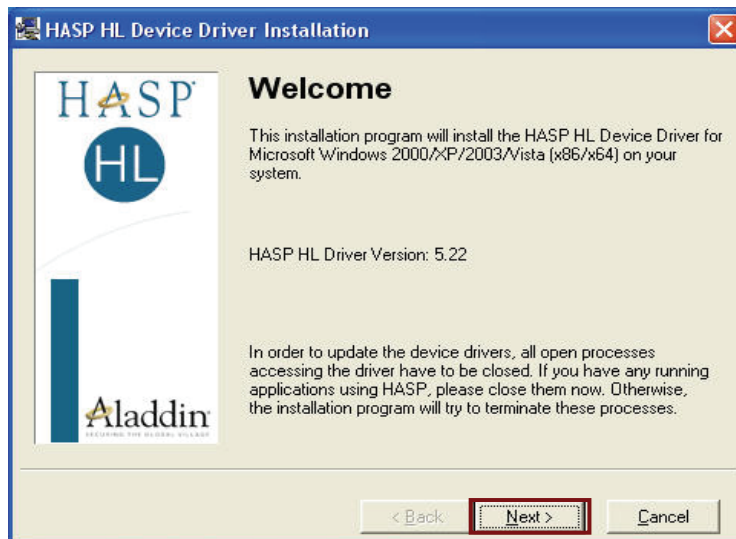 HASP HL Device Driver Installation
HASP
HL
Aladdin
SECURING THE GLOBAL VILLAGE
Welcome
This installation program will install the HASP HL Device Driver for
Microsoft Windows 2000/XP/2003/Vista (x86/x64) on your
system.
HASP HL Driver Version: 5.22
In order to update the device drivers, all open processes
accessing the driver have to be closed. If you have any running
applications using HASP, please close them now. Otherwise,
the installation program will try to terminate these processes.
< Back
Next >
Cancel